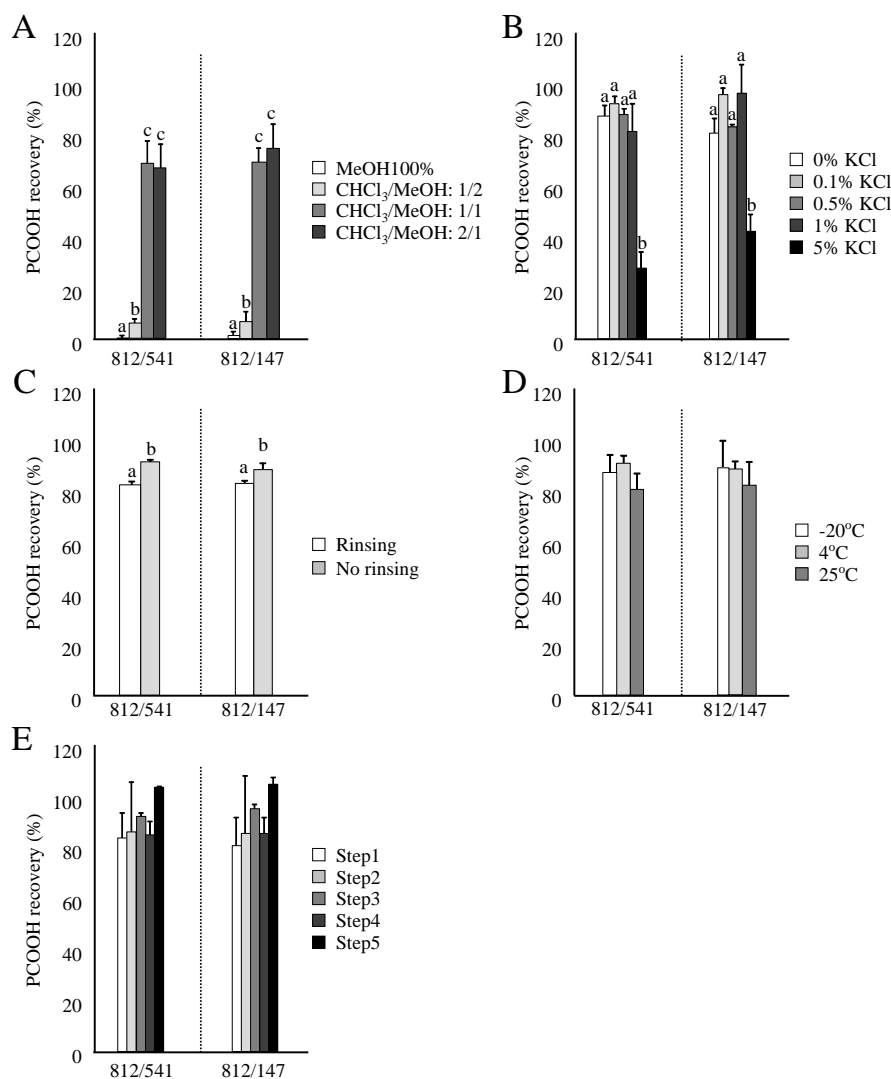 A
PCOOH recovery (%)
120
100
80
60
40
20
0
a
b
c
c
a
b
c
c
812/541
812/147
MeOH100%
CHCl₃/MeOH: 1/2
CHCl₃/MeOH: 1/1
CHCl₃/MeOH: 2/1
B
PCOOH recovery (%)
120
100
80
60
40
20
0
a
a
a
a
b
a
a
a
a
b
812/541
812/147
0% KCl
0.1% KCl
0.5% KCl
1% KCl
5% KCl
C
PCOOH recovery (%)
120
100
80
60
40
20
0
a
b
a
b
812/541
812/147
Rinsing
No rinsing
D
PCOOH recovery (%)
120
100
80
60
40
20
0
812/541
812/147
-20°C
4°C
25°C
E
PCOOH recovery (%)
120
100
80
60
40
20
0
812/541
812/147
Step1
Step2
Step3
Step4
Step5